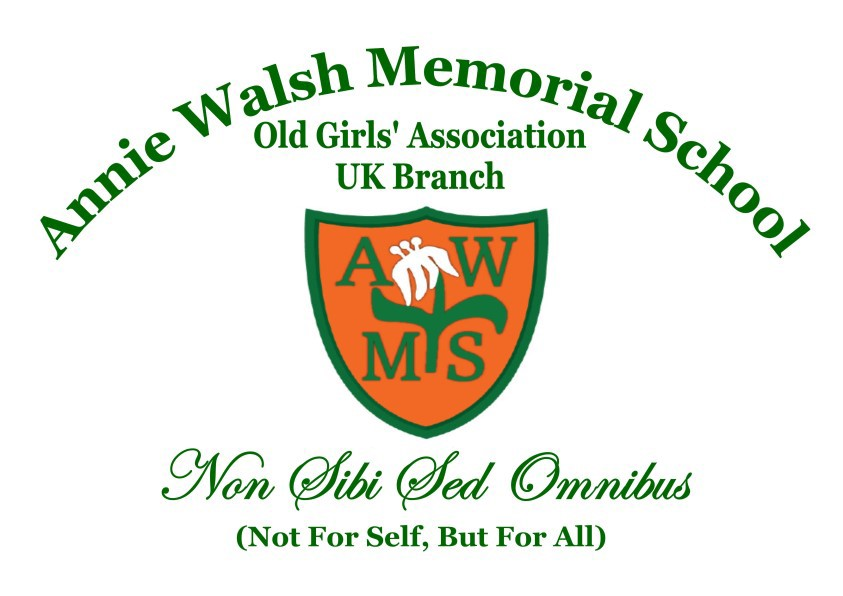 Annie Walsh Memorial School
Old Girls' Association
UK Branch
A W
M S
Non Sibi Sed Omnibus
(Not For Self, But For All)